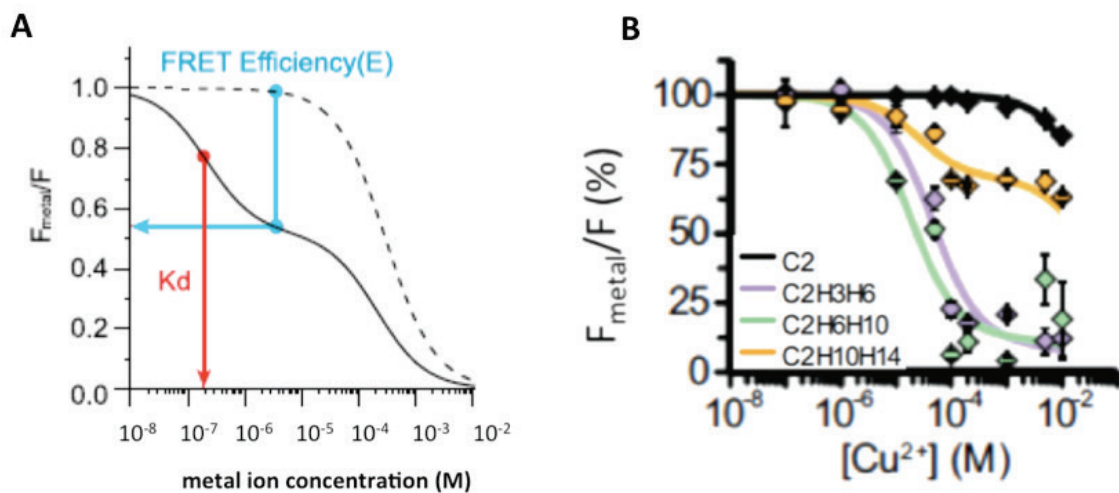 A
FRET Efficiency(E)
1.0
0.8
0.6
0.4
0.2
0.0
F_metal/F
Kd
10⁻⁸ 10⁻⁷ 10⁻⁶ 10⁻⁵ 10⁻⁴ 10⁻³ 10⁻²
metal ion concentration (M)
B
100
75
50
25
0
F_metal/F (%)
C2
C2H3H6
C2H6H10
C2H10H14
10⁻⁸ 10⁻⁶ 10⁻⁴ 10⁻²
[Cu²⁺] (M)